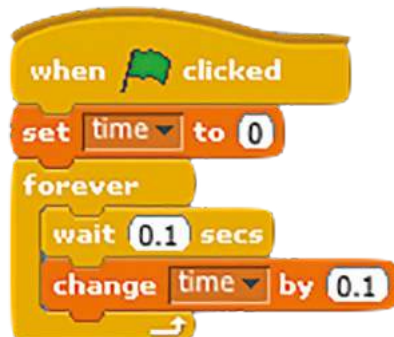 when clicked
set time to 0
forever
wait 0.1 secs
change time by 0.1